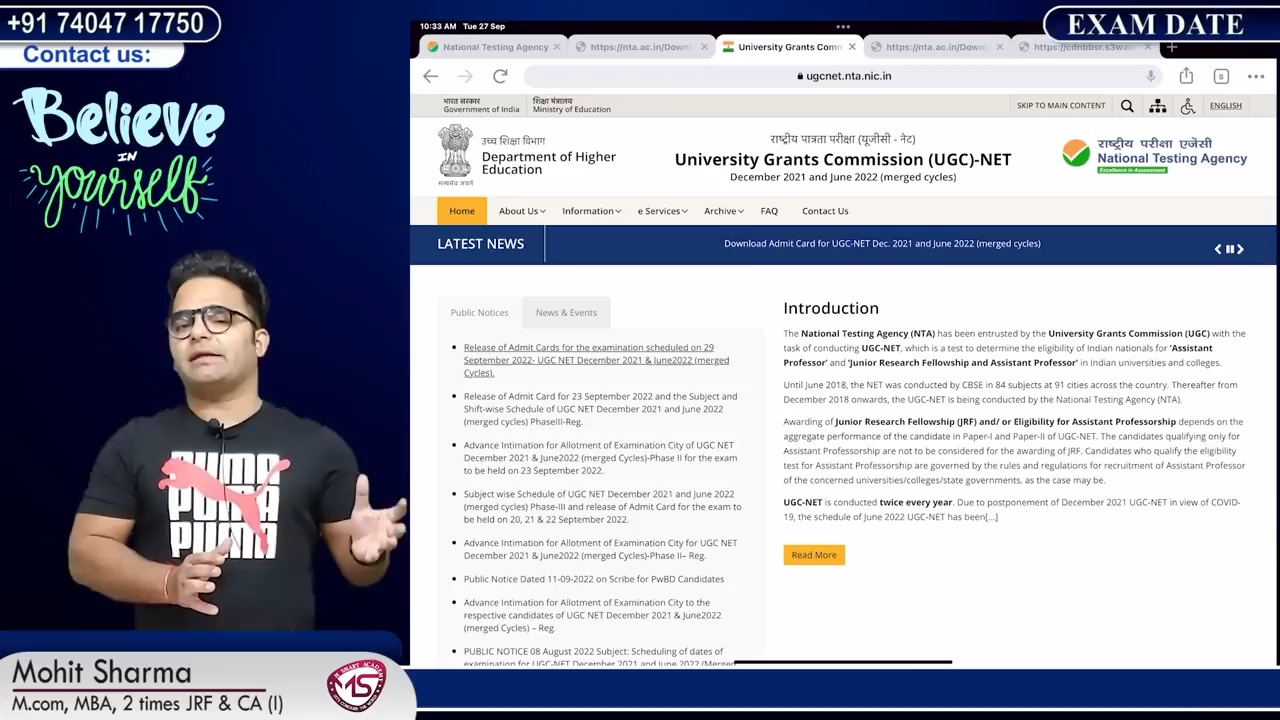 +91 74047 17750
Contact us:
Believe
IN
yourself
PUMA
PUMA
PUMA
Mohit Sharma
M.com, MBA, 2 times JRF & CA (I)
MS
EXAM DATE
10:33 AM Tue 27 Sep
National Testing Agency
https://nta.ac.in/Downl
University Grants Comm
https://nta.ac.in/Downl
https://cdnbbsr.s3waa
ugcnet.nta.nic.in
5
भारत सरकार
Government of India
शिक्षा मंत्रालय
Ministry of Education
SKIP TO MAIN CONTENT
ENGLISH
सत्यमेव जयते
उच्च शिक्षा विभाग
Department of Higher
Education
राष्ट्रीय पात्रता परीक्षा (यूजीसी - नेट)
University Grants Commission (UGC)-NET
December 2021 and June 2022 (merged cycles)
राष्ट्रीय परीक्षा एजेंसी
National Testing Agency
Excellence in Assessment
Home About Us Information e Services Archive FAQ Contact Us
LATEST NEWS
Download Admit Card for UGC-NET Dec. 2021 and June 2022 (merged cycles)
Public Notices News & Events
Release of Admit Cards for the examination scheduled on 29
September 2022- UGC NET December 2021 & June2022 (merged
Cycles).
Release of Admit Card for 23 September 2022 and the Subject and
Shift-wise Schedule of UGC NET December 2021 and June 2022
(merged cycles) PhaseIII-Reg.
Advance Intimation for Allotment of Examination City of UGC NET
December 2021 & June2022 (merged Cycles)-Phase II for the exam
to be held on 23 September 2022.
Subject wise Schedule of UGC NET December 2021 and June 2022
(merged cycles) Phase-III and release of Admit Card for the exam to
be held on 20, 21 & 22 September 2022.
Advance Intimation for Allotment of Examination City for UGC NET
December 2021 & June2022 (merged Cycles)-Phase II– Reg.
Public Notice Dated 11-09-2022 on Scribe for PwBD Candidates
Advance Intimation for Allotment of Examination City to the
respective candidates of UGC NET December 2021 & June2022
(merged Cycles) – Reg.
PUBLIC NOTICE 08 August 2022 Subject: Scheduling of dates of
examination for UGC-NET December 2021 and June 2022 (Merged
Introduction
The National Testing Agency (NTA) has been entrusted by the University Grants Commission (UGC) with the
task of conducting UGC-NET, which is a test to determine the eligibility of Indian nationals for 'Assistant
Professor' and 'Junior Research Fellowship and Assistant Professor' in Indian universities and colleges.
Until June 2018, the NET was conducted by CBSE in 84 subjects at 91 cities across the country. Thereafter from
December 2018 onwards, the UGC-NET is being conducted by the National Testing Agency (NTA).
Awarding of Junior Research Fellowship (JRF) and/ or Eligibility for Assistant Professorship depends on the
aggregate performance of the candidate in Paper-I and Paper-II of UGC-NET. The candidates qualifying only for
Assistant Professorship are not to be considered for the awarding of JRF. Candidates who qualify the eligibility
test for Assistant Professorship are governed by the rules and regulations for recruitment of Assistant Professor
of the concerned universities/colleges/state governments, as the case may be.
UGC-NET is conducted twice every year. Due to postponement of December 2021 UGC-NET in view of COVID-
19, the schedule of June 2022 UGC-NET has been[...]
Read More